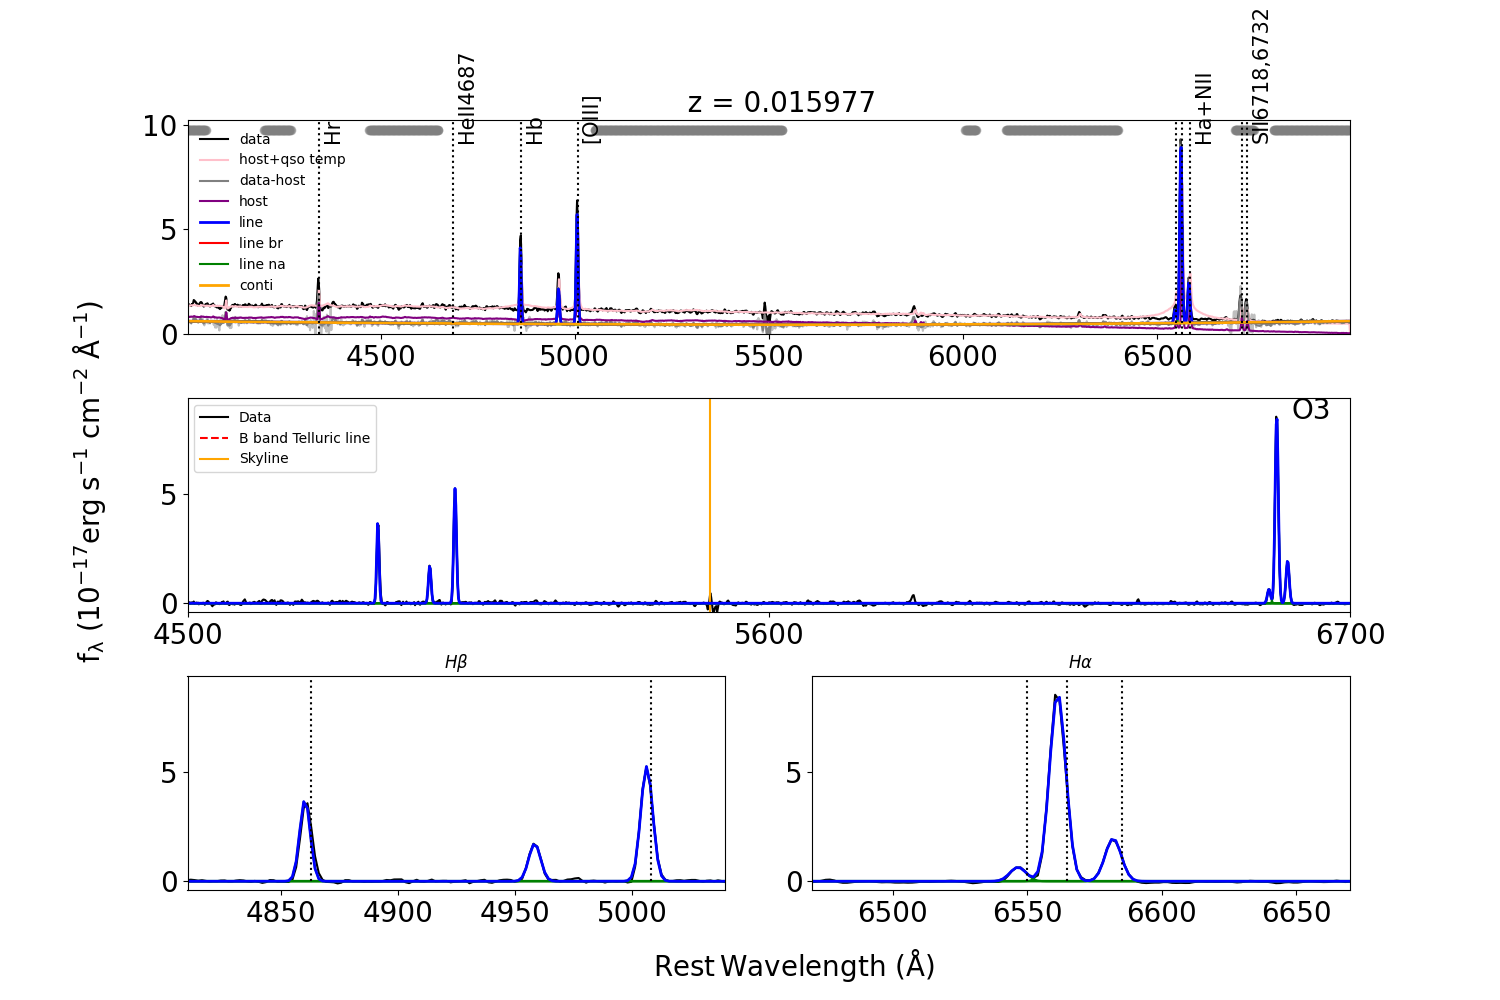 z = 0.015977
Hr
HeII4687
Hb
[OIII]
Ha+NII
SII6718,6732
data
host+qso temp
data-host
host
line
line br
line na
conti
10
5
0
4500 5000 5500 6000 6500
Data
B band Telluric line
Skyline
O3
5
0
4500 5600 6700
fλ (10⁻¹⁷erg s⁻¹ cm⁻² Å⁻¹)
Hβ
5
0
4850 4900 4950 5000
Hα
5
0
6500 6550 6600 6650
Rest Wavelength (Å)